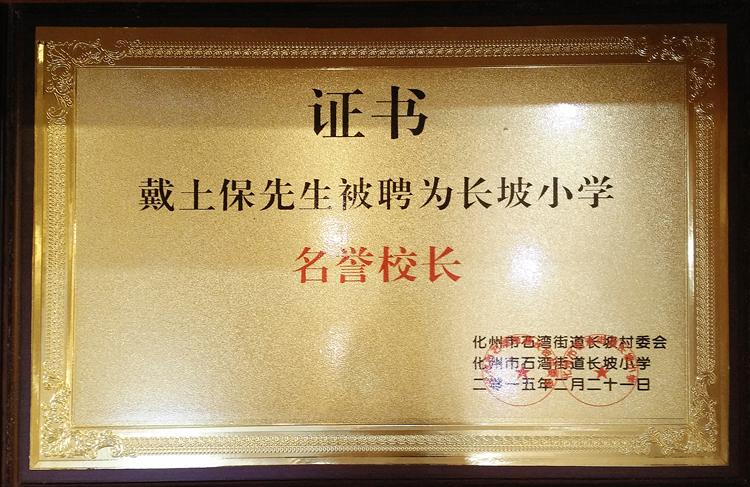 证书
戴土保先生被聘为长坡小学
名誉校长
化州市石湾街道长坡村委会
化州市石湾街道长坡小学
二零一五年二月二十一日